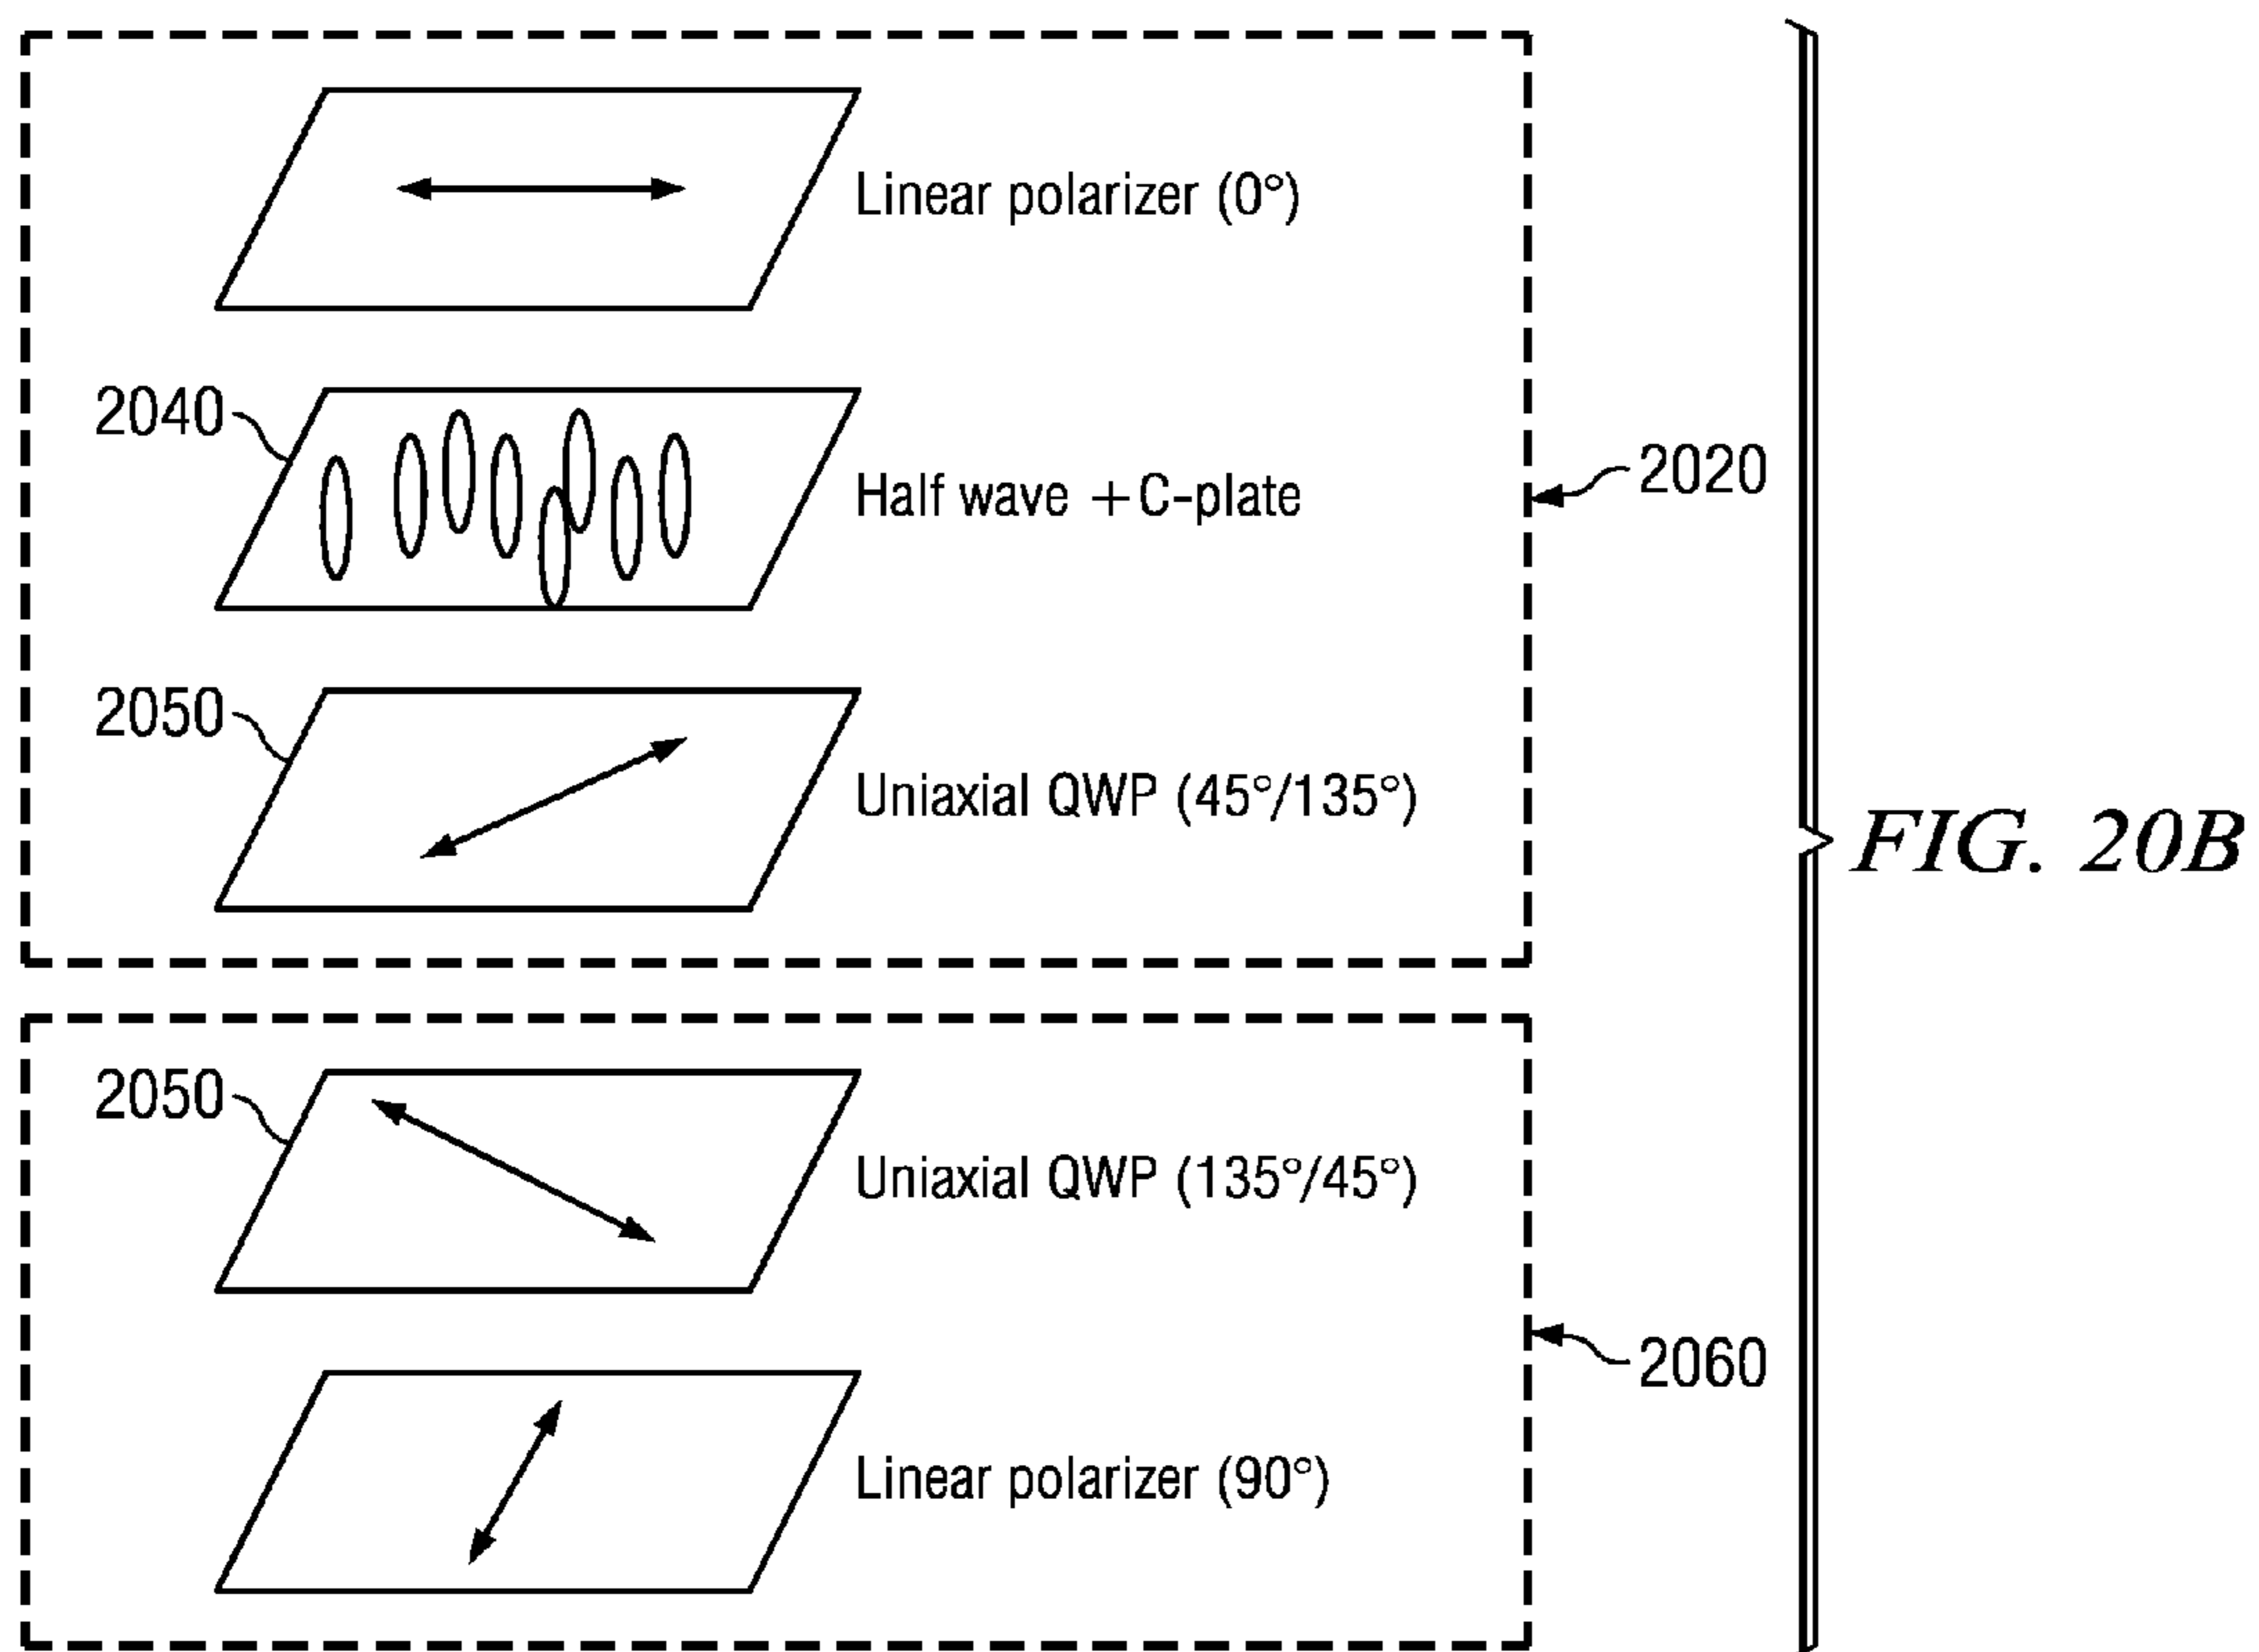 Linear polarizer (0°)
2040
Half wave +C-plate
2020
2050
Uniaxial QWP (45°/135°)
FIG. 20B
2050
Uniaxial QWP (135°/45°)
2060
Linear polarizer (90°)